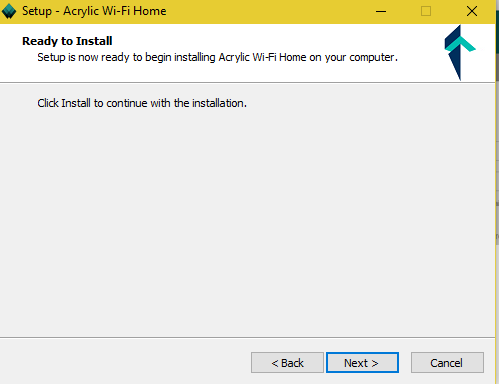 Setup - Acrylic Wi-Fi Home
Ready to Install
Setup is now ready to begin installing Acrylic Wi-Fi Home on your computer.
Click Install to continue with the installation.
< Back Next > Cancel